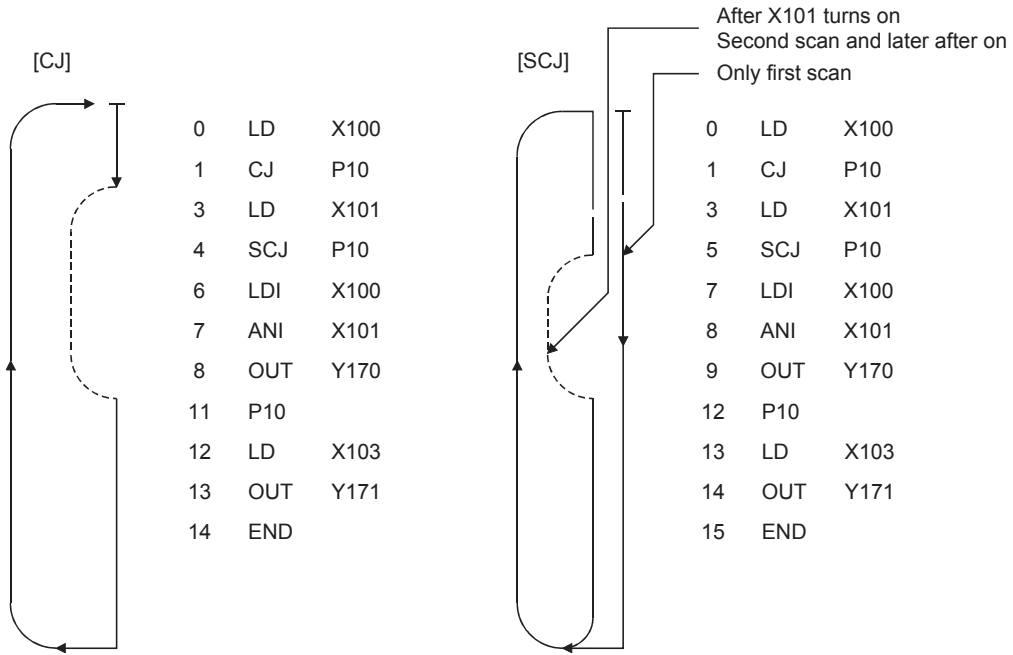 After X101 turns on
Second scan and later after on
Only first scan
[CJ]
0 LD X100
1 CJ P10
3 LD X101
4 SCJ P10
6 LDI X100
7 ANI X101
8 OUT Y170
11 P10
12 LD X103
13 OUT Y171
14 END
[SCJ]
0 LD X100
1 CJ P10
3 LD X101
5 SCJ P10
7 LDI X100
8 ANI X101
9 OUT Y170
12 P10
13 LD X103
14 OUT Y171
15 END